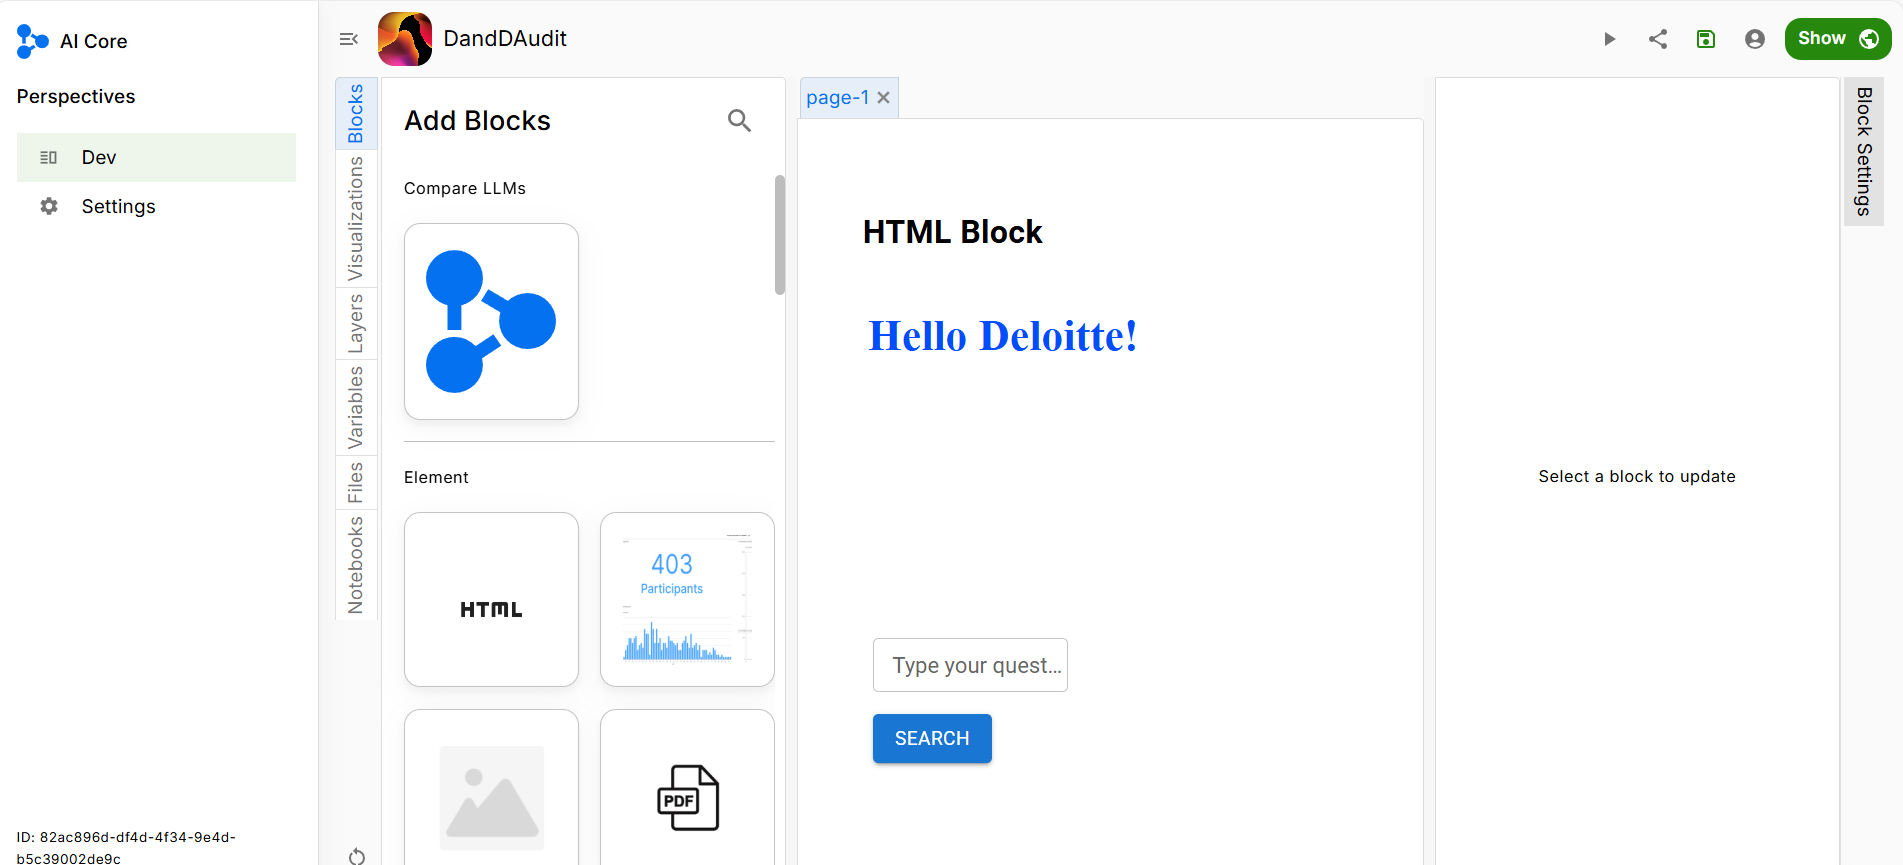 AI Core
Perspectives
Dev
Settings
ID: 82ac896d-df4d-4f34-9e4d-
b5c39002de9c
DandDAudit
Show
Blocks
Visualizations
Layers
Variables
Files
Notebooks
Add Blocks
Compare LLMs
Element
HTML
403
Participants
PDF
page-1
HTML Block
Hello Deloitte!
Type your quest...
SEARCH
Select a block to update
Block Settings